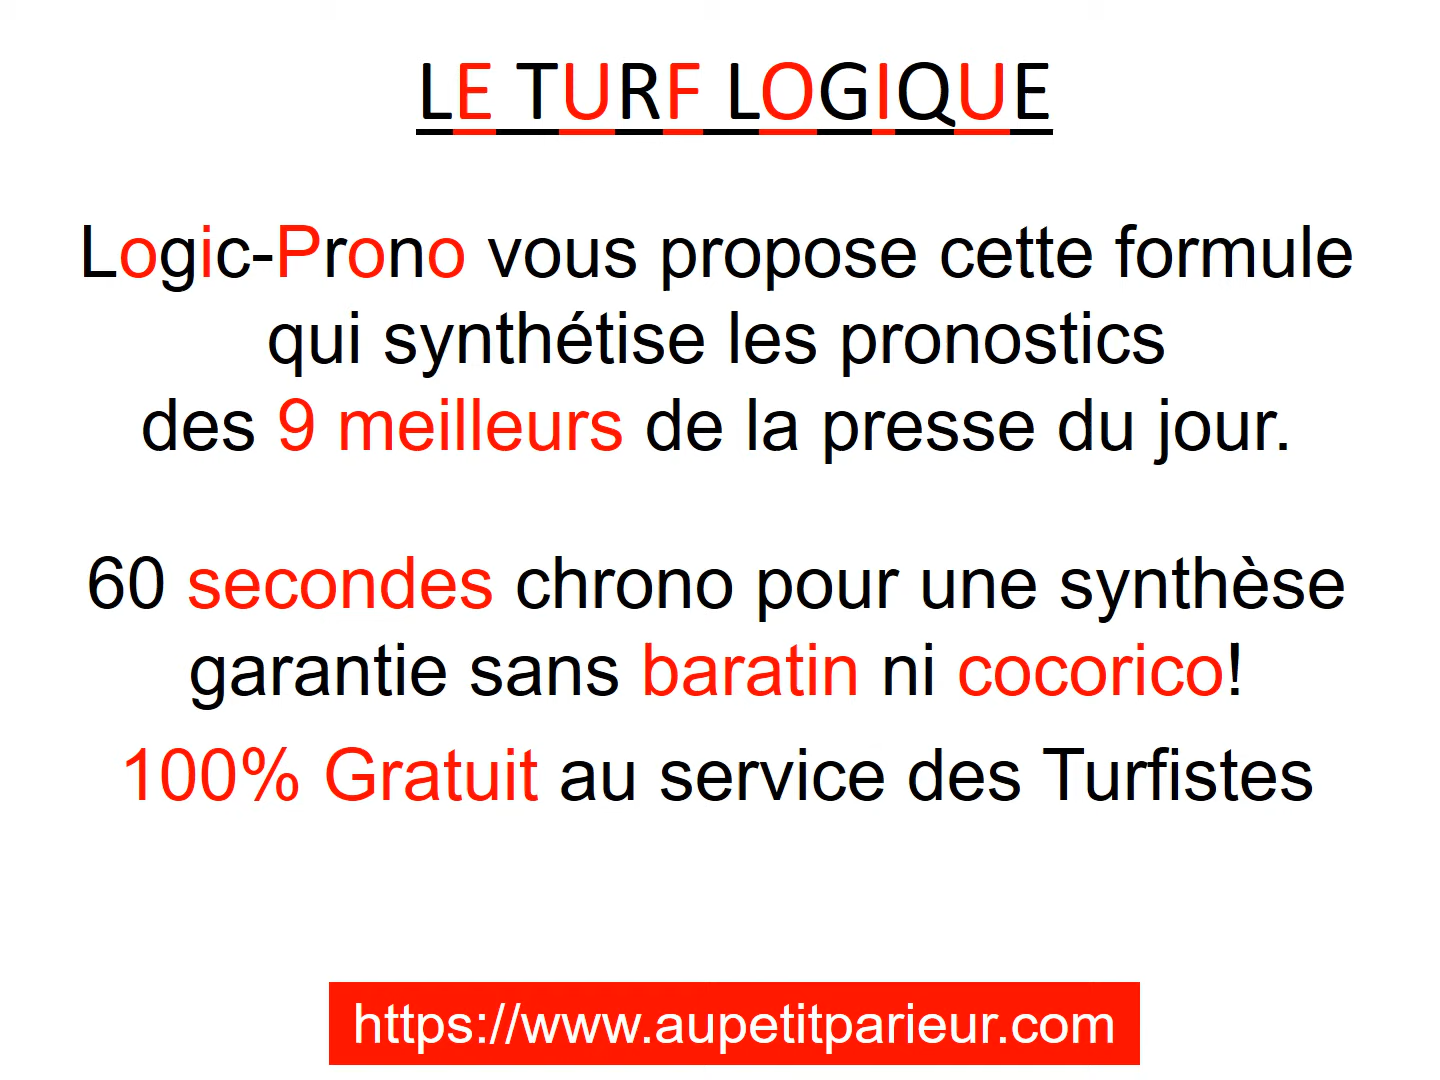 LE TURF LOGIQUE
Logic-Prono vous propose cette formule
qui synthétise les pronostics
des 9 meilleurs de la presse du jour.
60 secondes chrono pour une synthèse
garantie sans baratin ni cocorico!
100% Gratuit au service des Turfistes
https://www.aupetitparieur.com